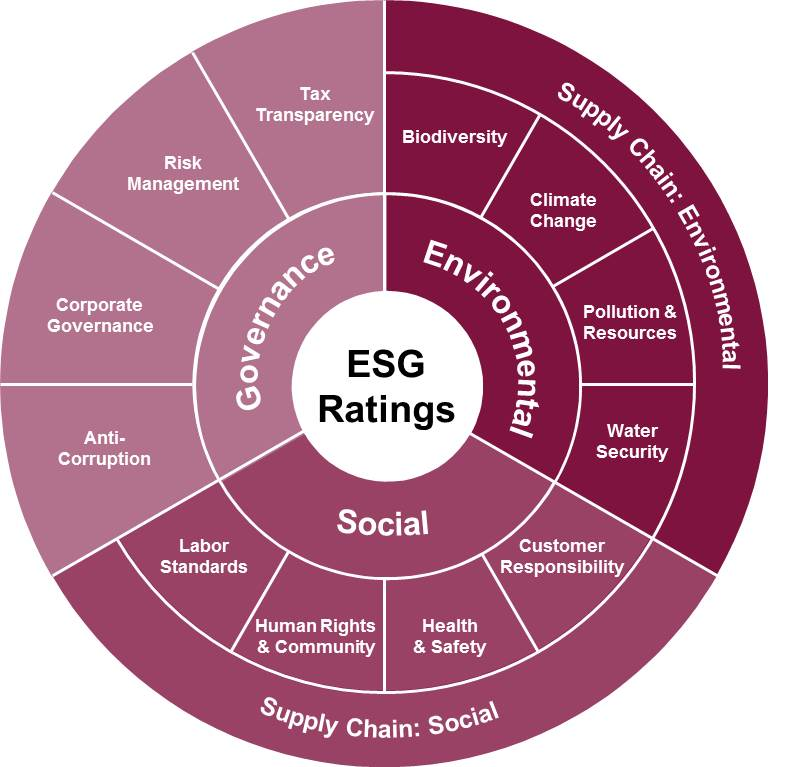 ESG
Ratings
Environmental
Biodiversity
Climate
Change
Pollution &
Resources
Water
Security
Supply Chain: Environmental
Social
Customer
Responsibility
Health
& Safety
Human Rights
& Community
Labor
Standards
Supply Chain: Social
Governance
Anti-
Corruption
Corporate
Governance
Risk
Management
Tax
Transparency